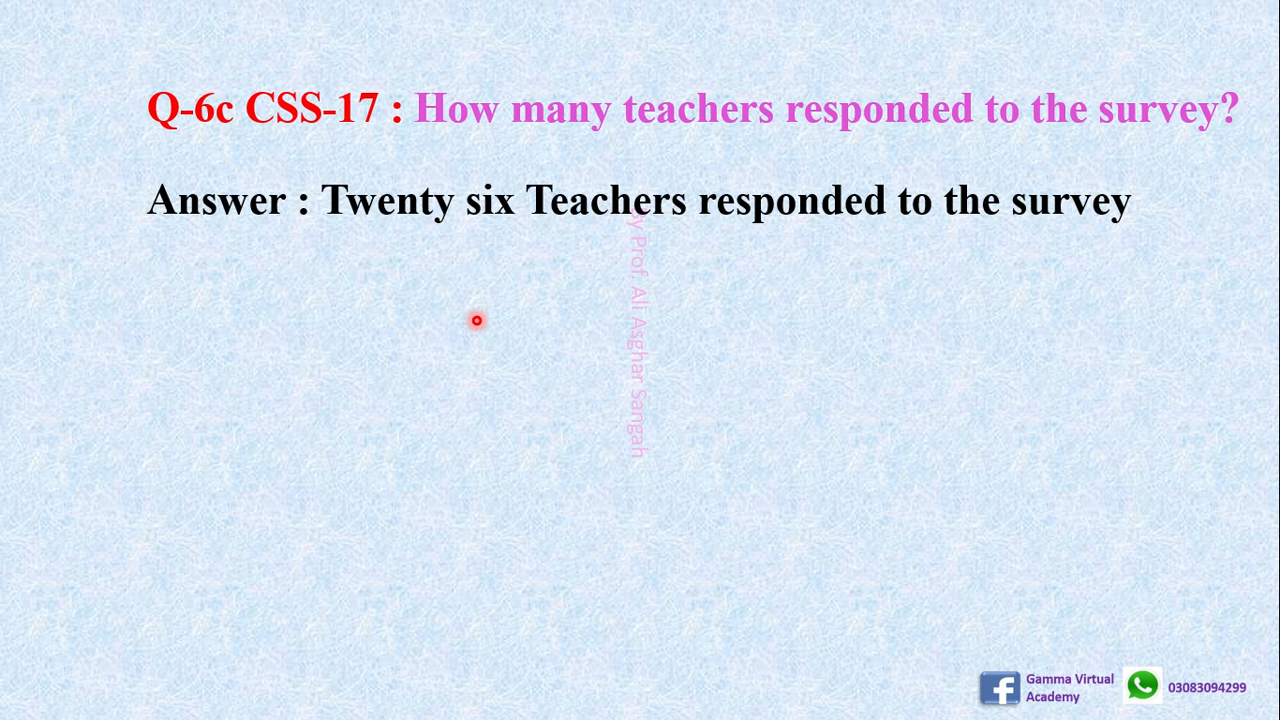 Q-6c CSS-17 : How many teachers responded to the survey?
Answer : Twenty six Teachers responded to the survey
By Prof. Ali Asghar Sangah
Gamma Virtual
Academy
03083094299